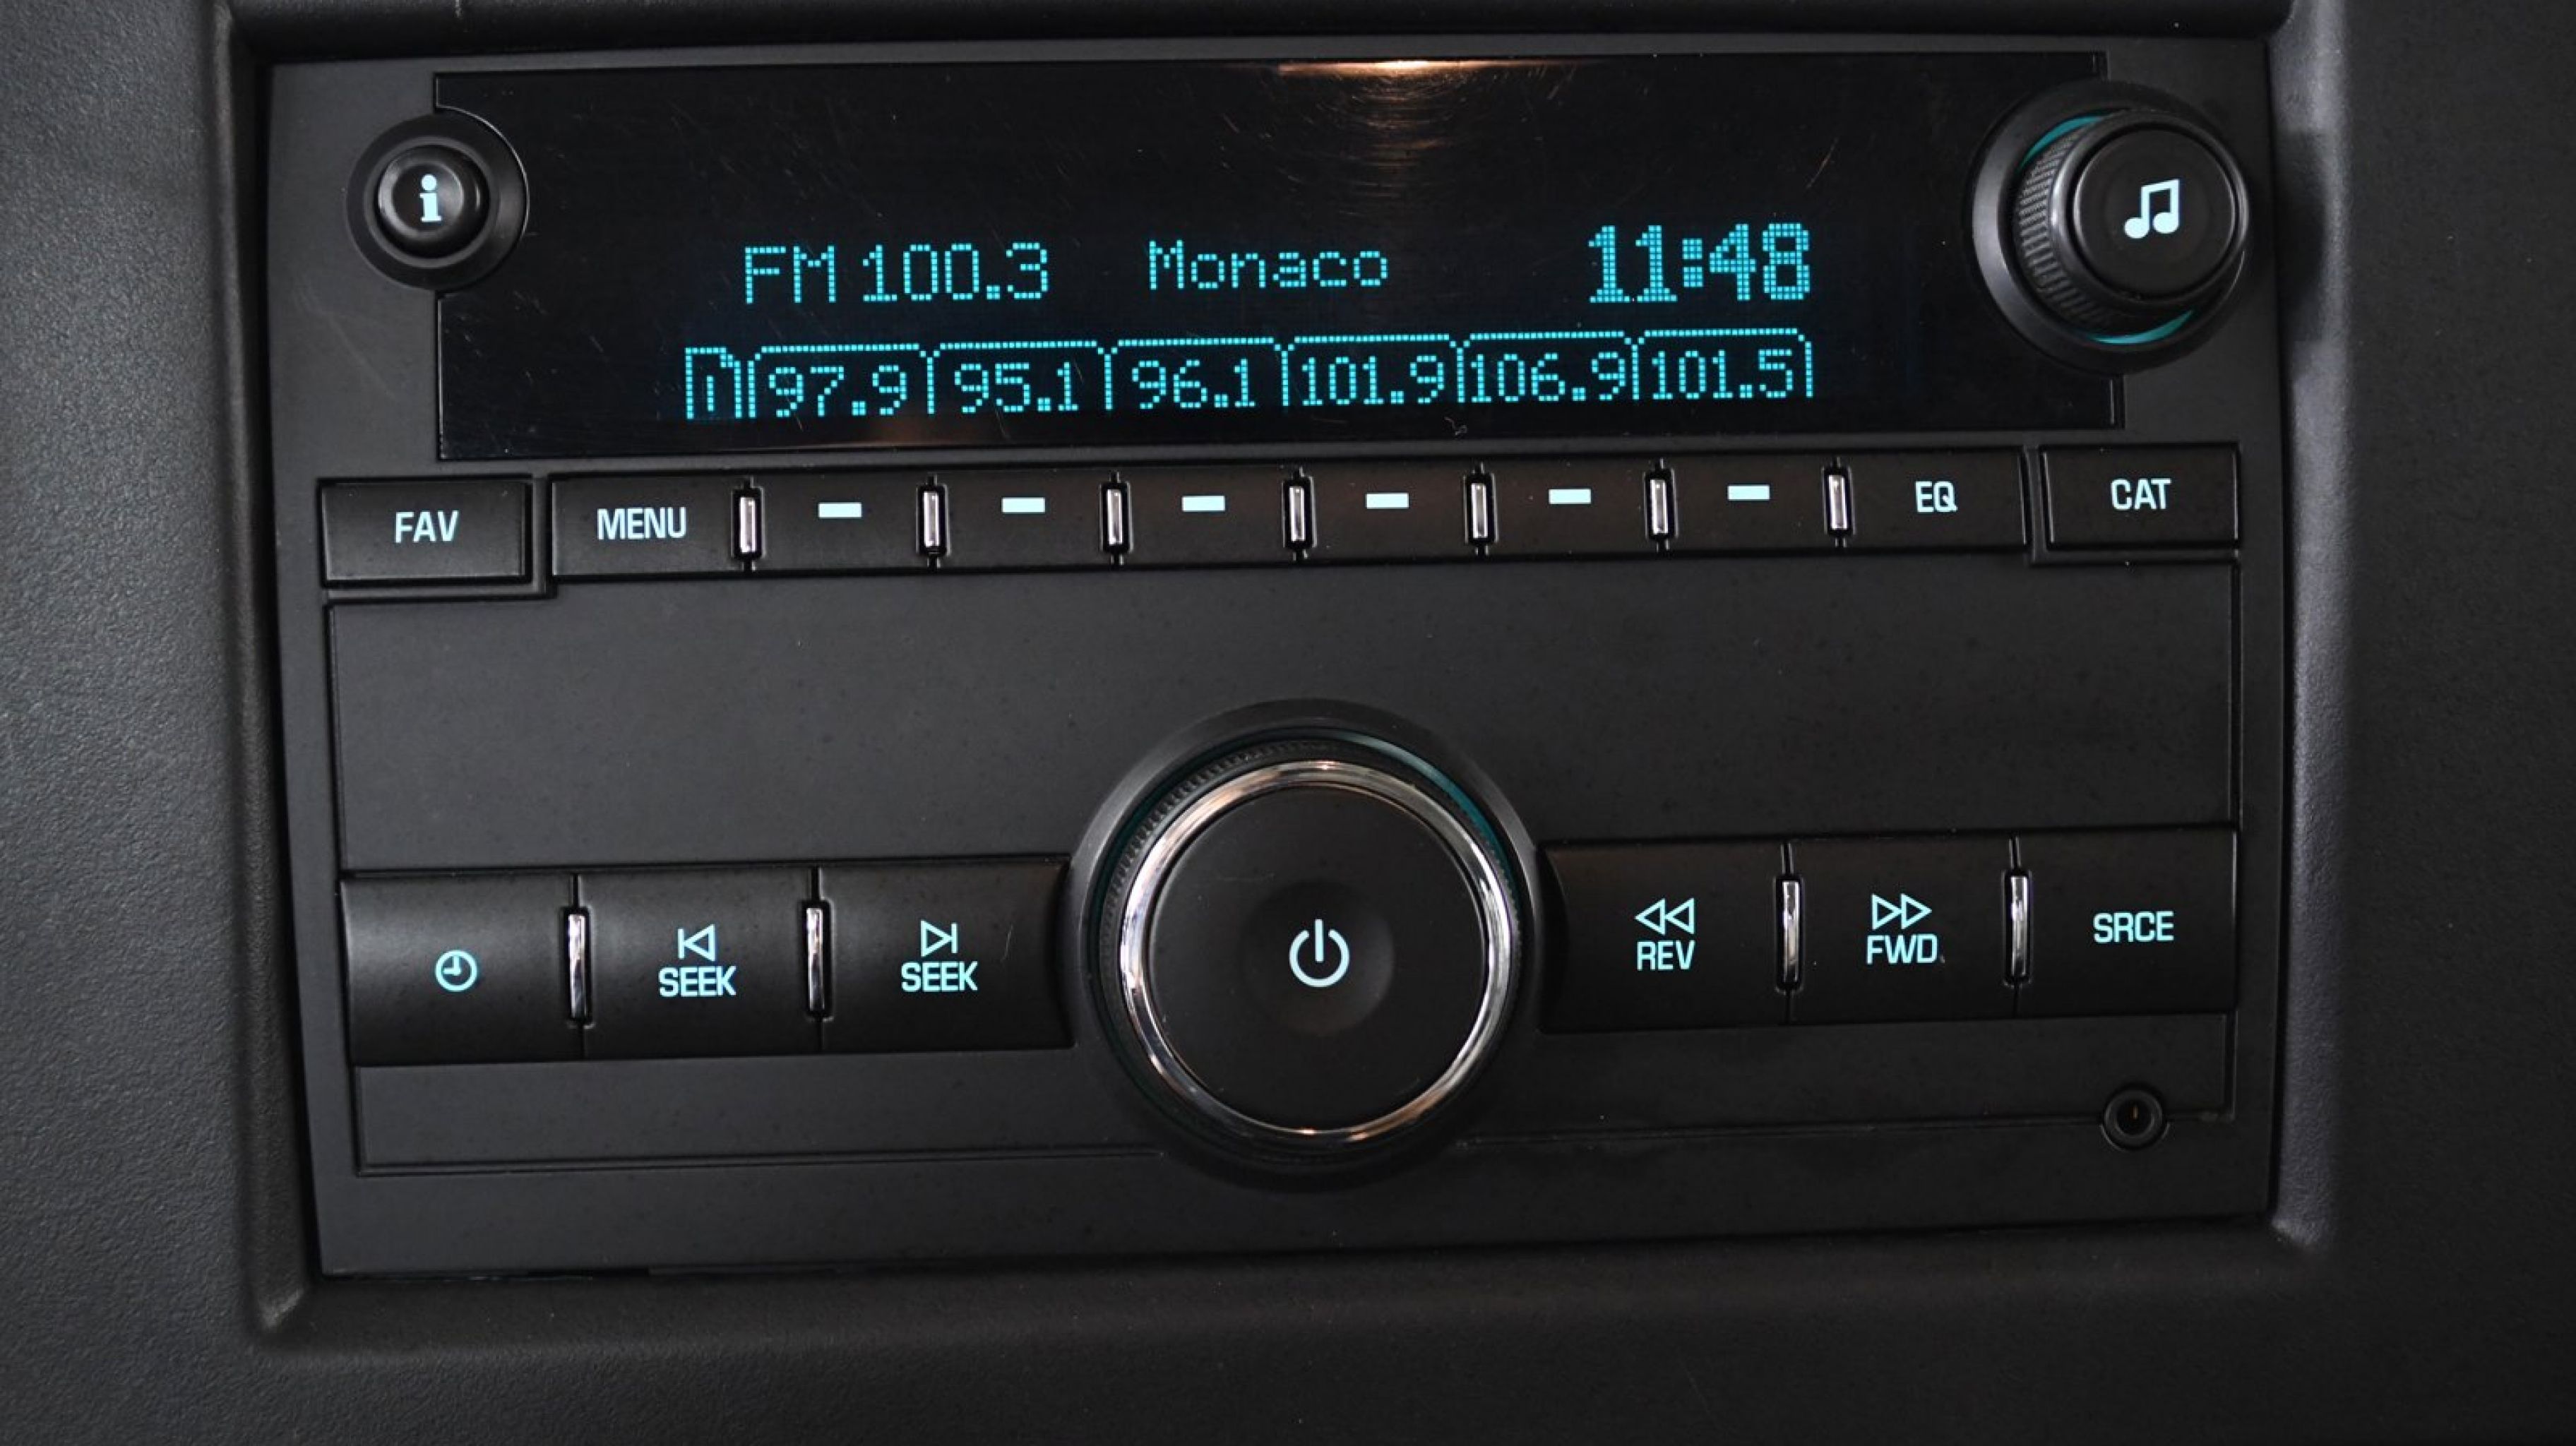 i
FM 100.3 Monaco 11:48
1 97.9 95.1 96.1 101.9 106.9 101.5
FAV MENU EQ CAT
SEEK SEEK REV FWD SRCE